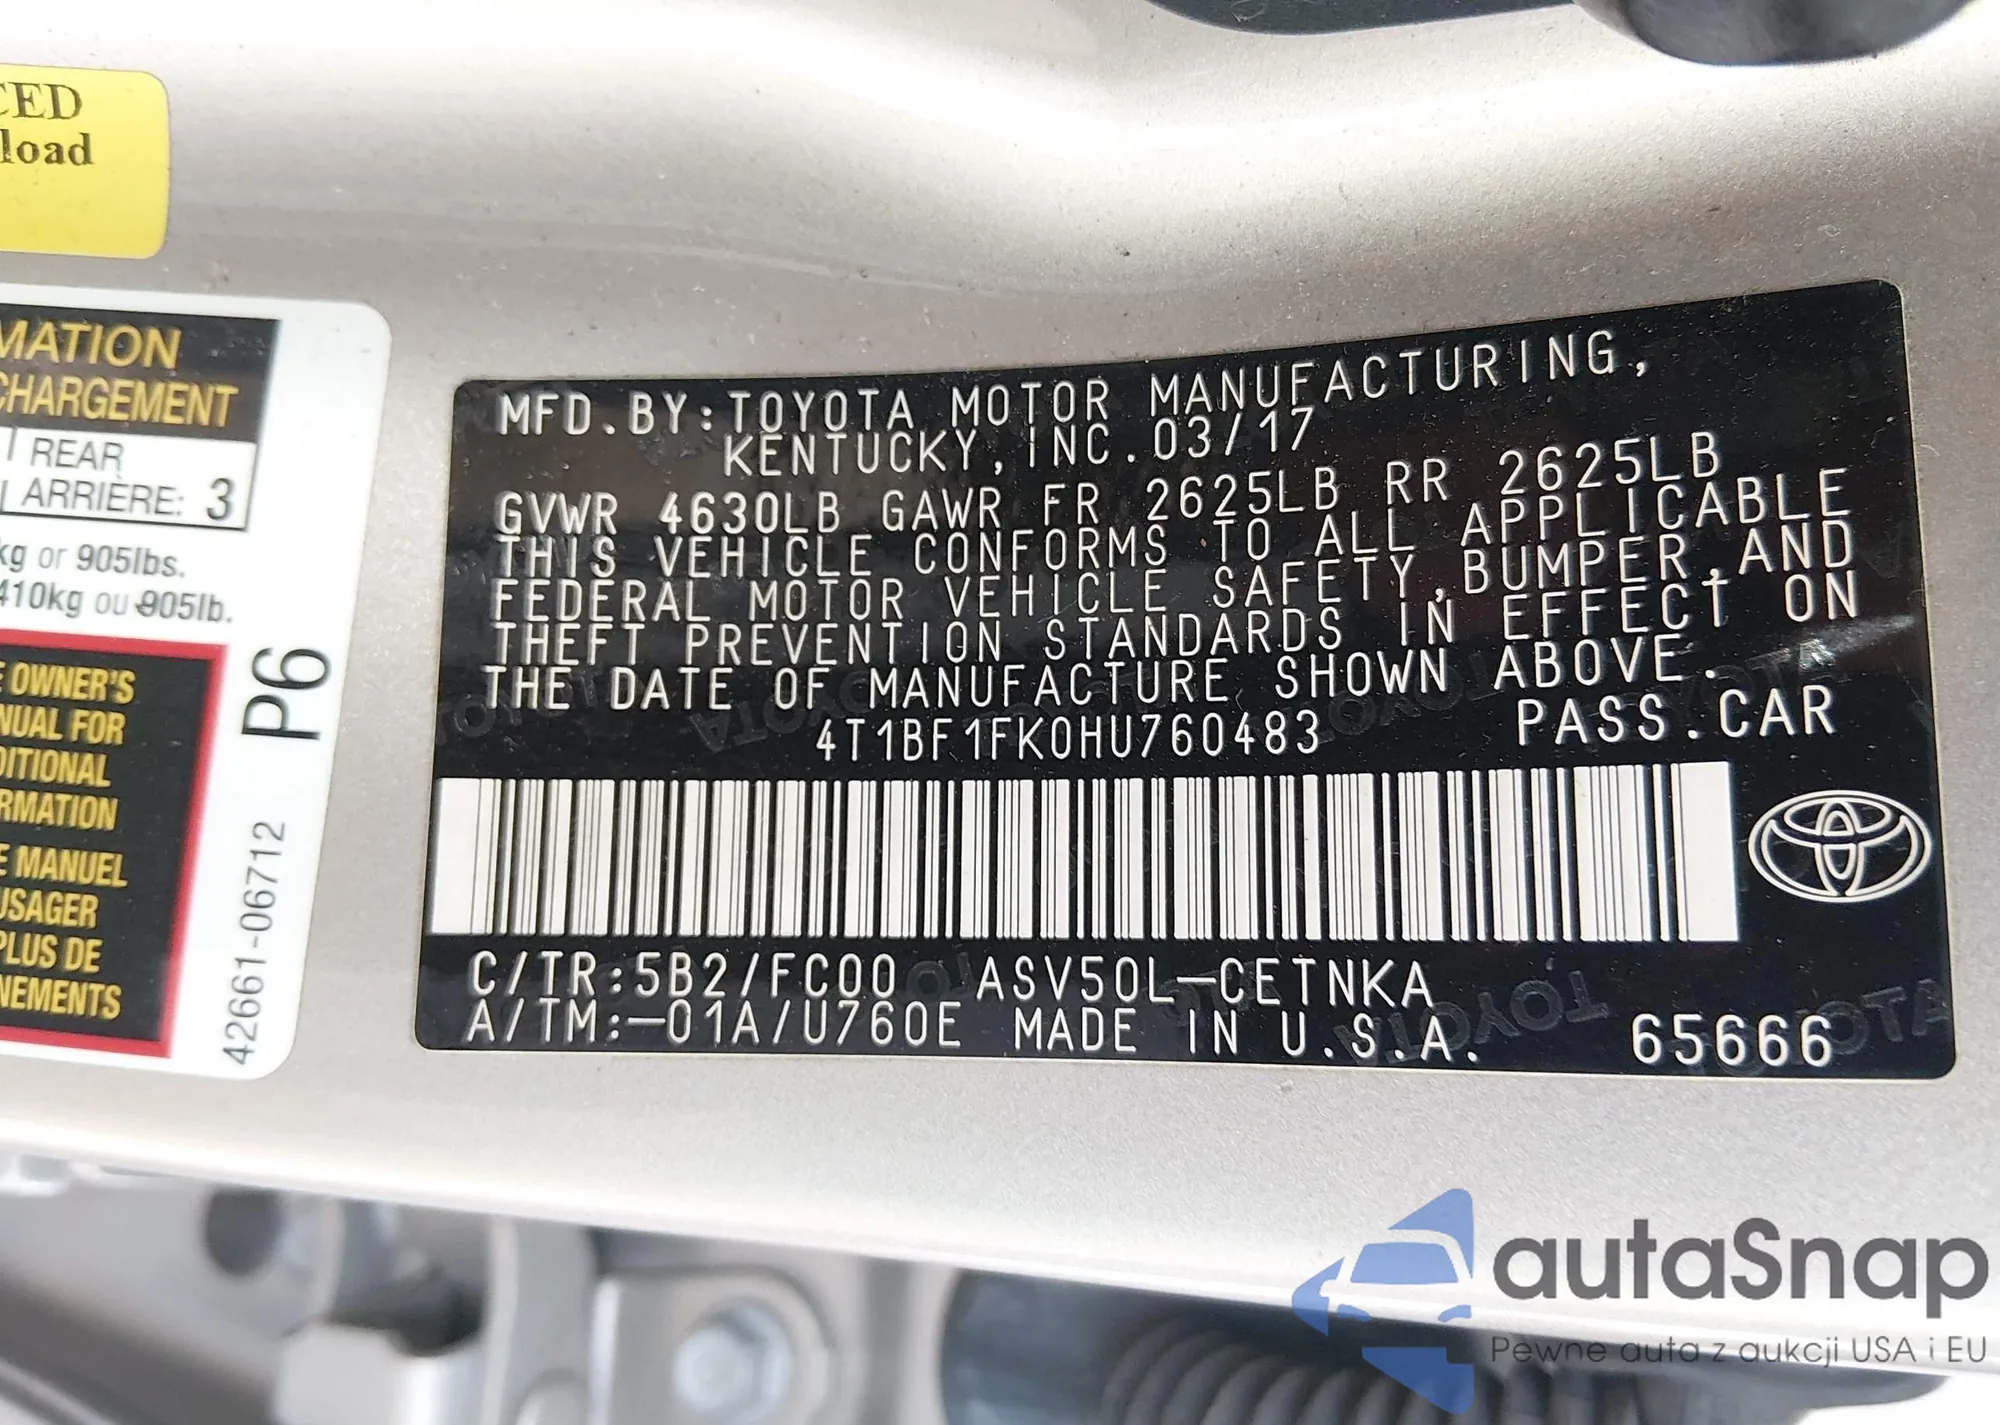 CED
load
MATION
CHARGEMENT
REAR
ARRIÈRE: 3
kg or 905lbs.
410kg ou 905lb.
E OWNER'S
NUAL FOR
DITIONAL
RMATION
E MANUEL
USAGER
PLUS DE
NEMENTS
P6
42661-06712
MFD.BY:TOYOTA MOTOR MANUFACTURING,
KENTUCKY,INC.03/17
GVWR 4630LB GAWR FR 2625LB RR 2625LB
THIS VEHICLE CONFORMS TO ALL APPLICABLE
FEDERAL MOTOR VEHICLE SAFETY,BUMPER,AND
THEFT PREVENTION STANDARDS IN EFFECT ON
THE DATE OF MANUFACTURE SHOWN ABOVE.
4T1BF1FK0HU760483 PASS.CAR
C/TR:5B2/FC00 ASV50L-CETNKA
A/TM:-01A/U760E MADE IN U.S.A. 65666
autaSnap
Pewne auta z aukcji USA i EU